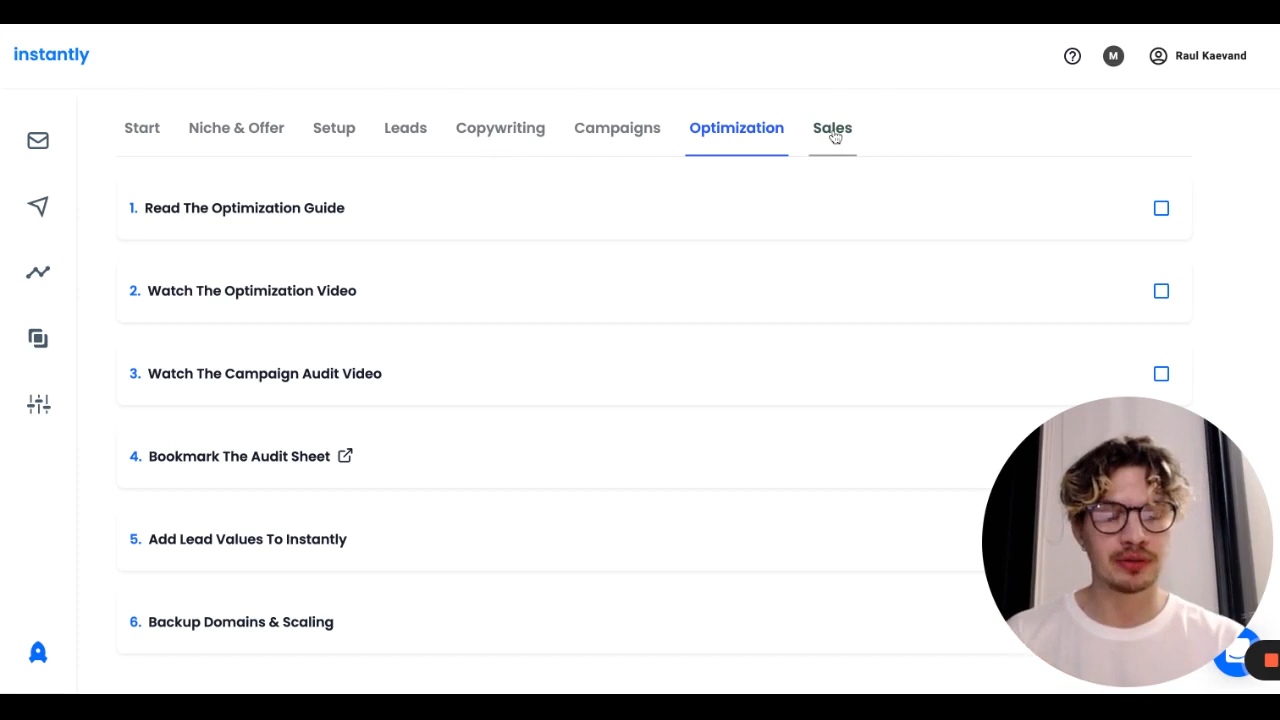 instantly
M
Raul Kaevand
Start
Niche & Offer
Setup
Leads
Copywriting
Campaigns
Optimization
Sales
1. Read The Optimization Guide
2. Watch The Optimization Video
3. Watch The Campaign Audit Video
4. Bookmark The Audit Sheet
5. Add Lead Values To Instantly
6. Backup Domains & Scaling